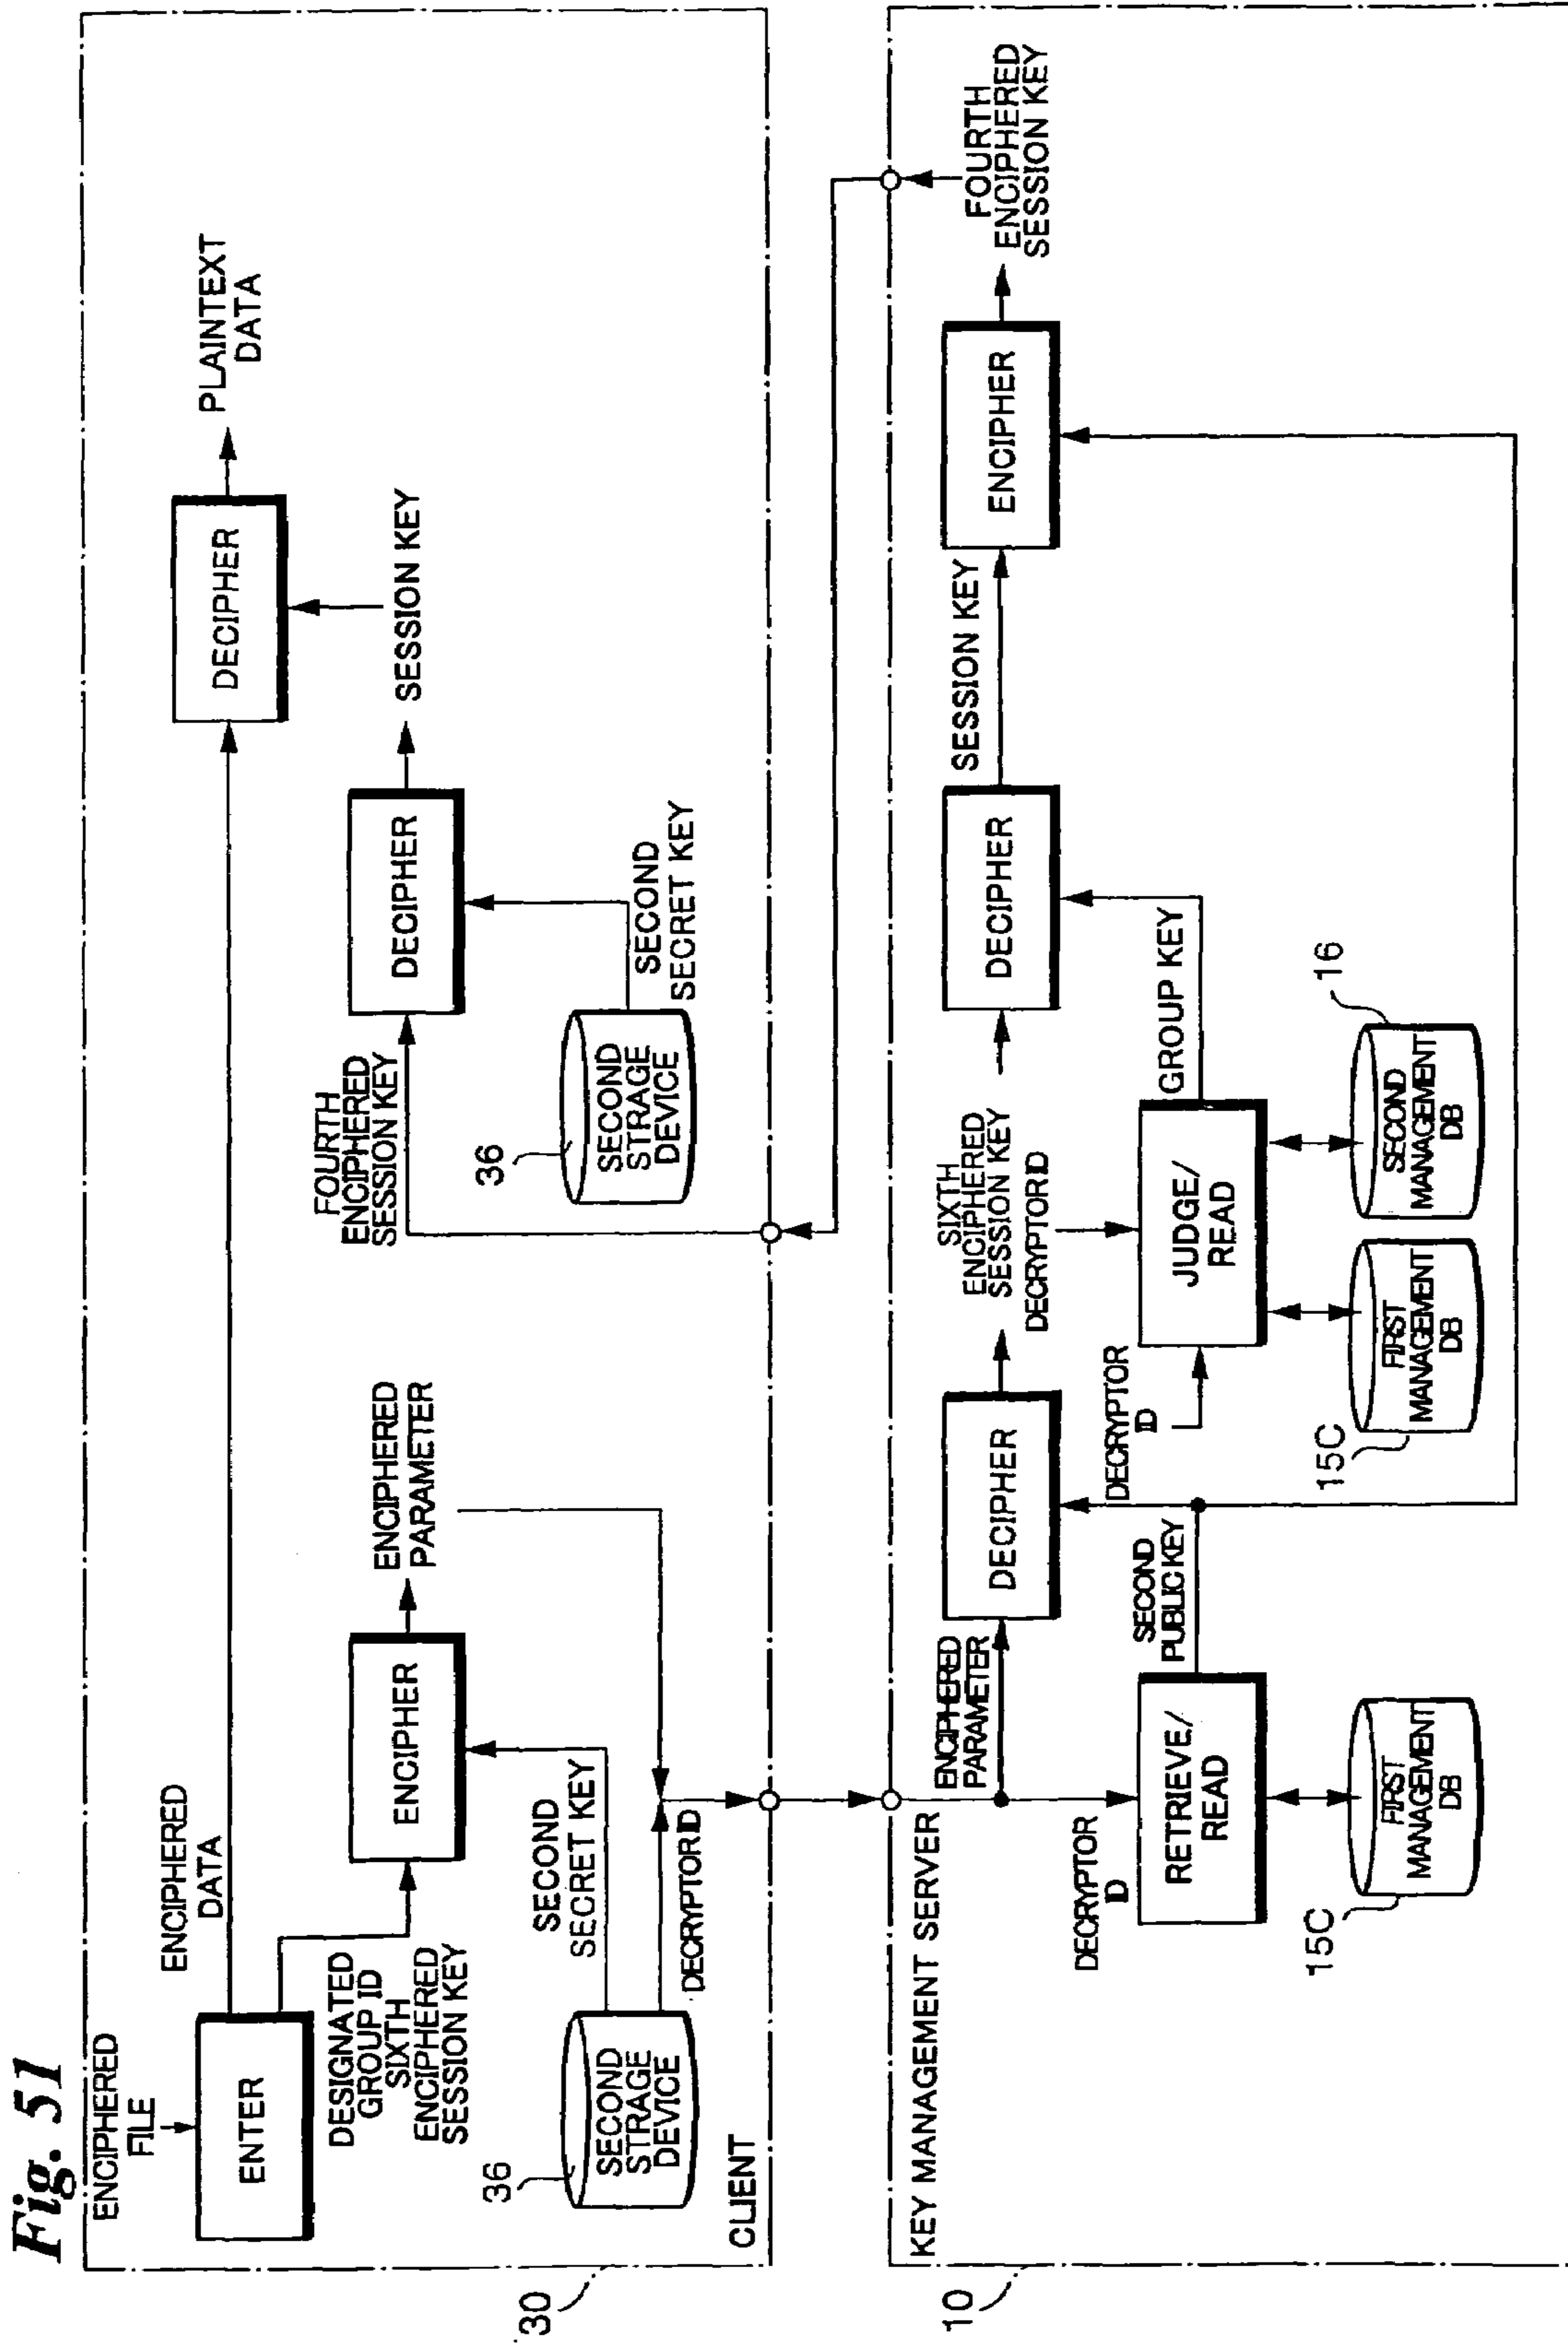 Fig. 51
ENCIPHERED
FILE
ENTER
ENCIPHERED
DATA
DESIGNATED
GROUP ID
SIXTH
ENCIPHERED
SESSION KEY
ENCIPHER
ENCIPHERED
PARAMETER
36
SECOND
STRAGE
DEVICE
SECOND
SECRET KEY
DECRYPTOR ID
FOURTH
ENCIPHERED
SESSION KEY
DECIPHER
36
SECOND
STRAGE
DEVICE
SECOND
SECRET KEY
SESSION KEY
DECIPHER
PLAINTEXT
DATA
CLIENT
30
KEY MANAGEMENT SERVER
10
ENCIPHERED
PARAMETER
DECRYPTOR
ID
RETRIEVE/
READ
15C
FIRST
MANAGEMENT
DB
SECOND
PUBLIC KEY
DECIPHER
SIXTH
ENCIPHERED
SESSION KEY
DECRYPTOR ID
DECRYPTOR
ID
JUDGE/
READ
15C
FIRST
MANAGEMENT
DB
16
SECOND
MANAGEMENT
DB
GROUP KEY
DECIPHER
SESSION KEY
ENCIPHER
FOURTH
ENCIPHERED
SESSION KEY